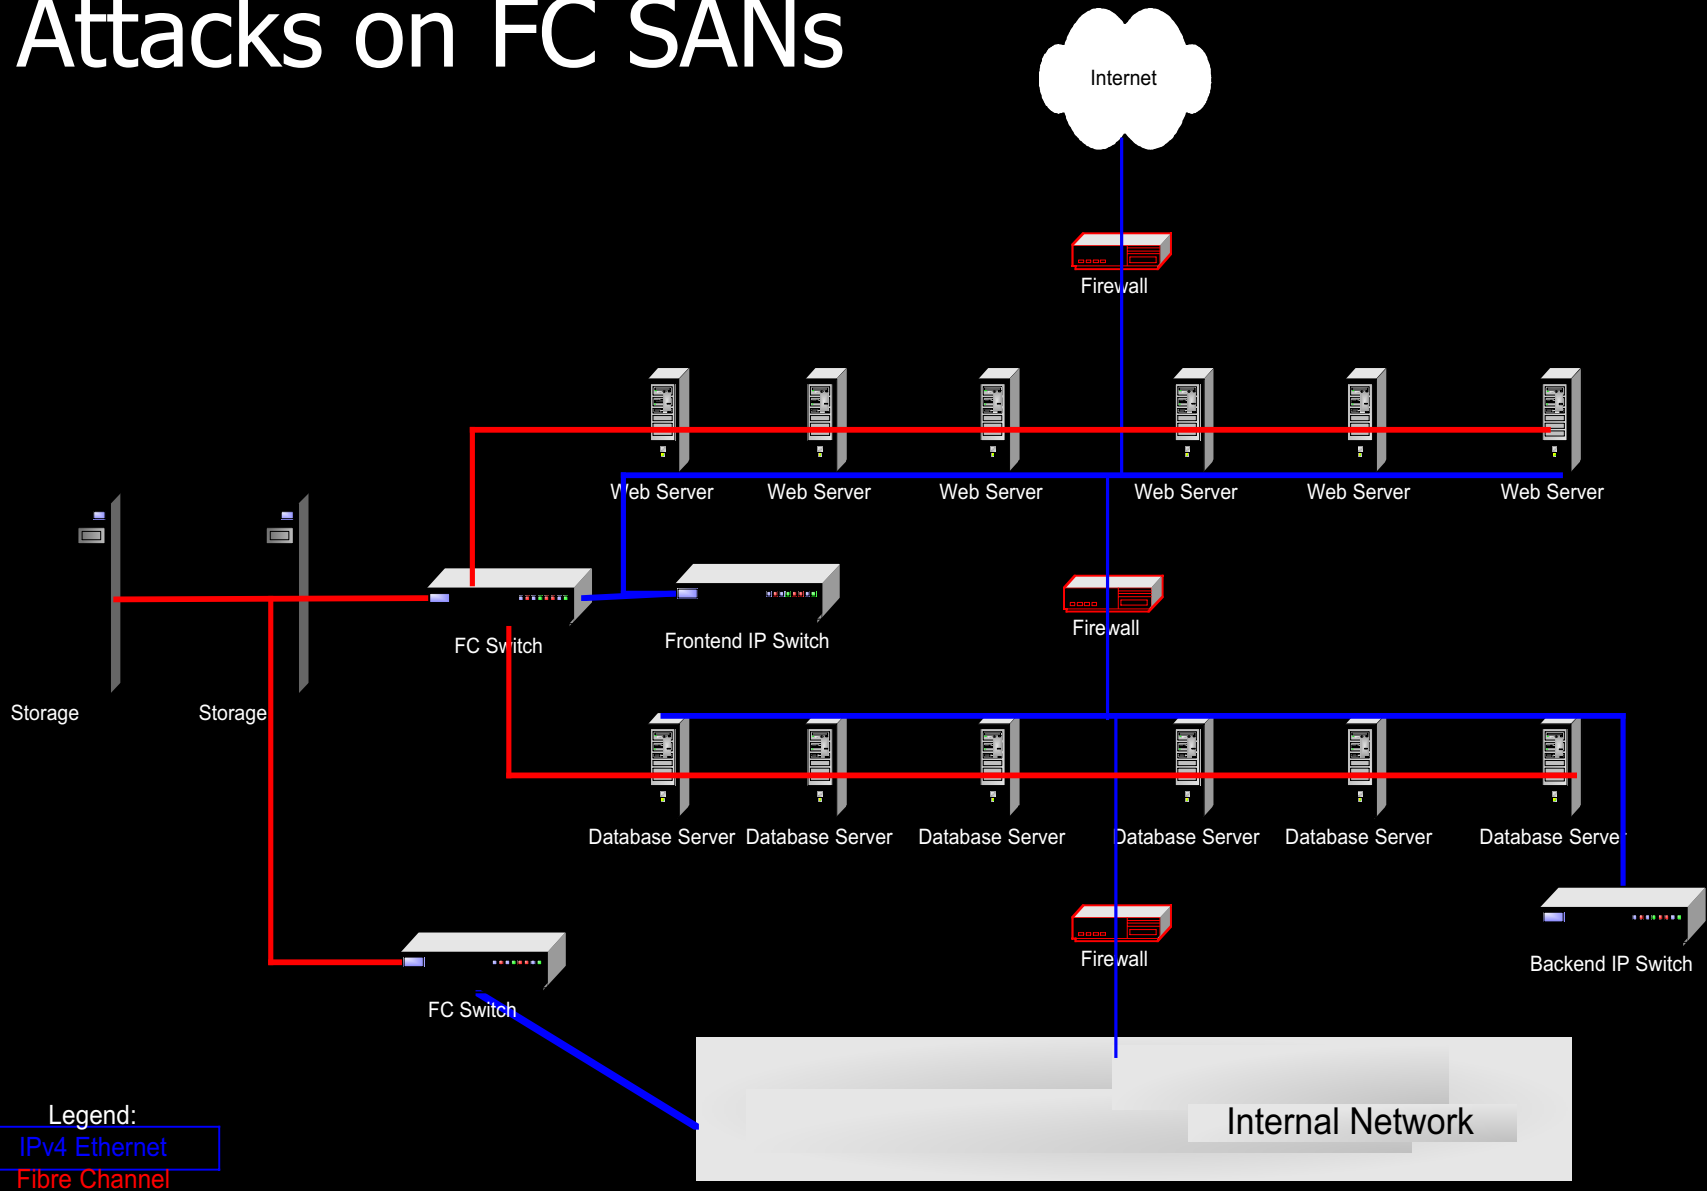 Attacks on FC SANs
Internet
Firewall
Web Server Web Server Web Server Web Server Web Server Web Server
FC Switch Frontend IP Switch Firewall
Storage Storage
Database Server Database Server Database Server Database Server Database Server Database Server
Firewall Backend IP Switch
FC Switch
Internal Network
Legend:
IPv4 Ethernet
Fibre Channel